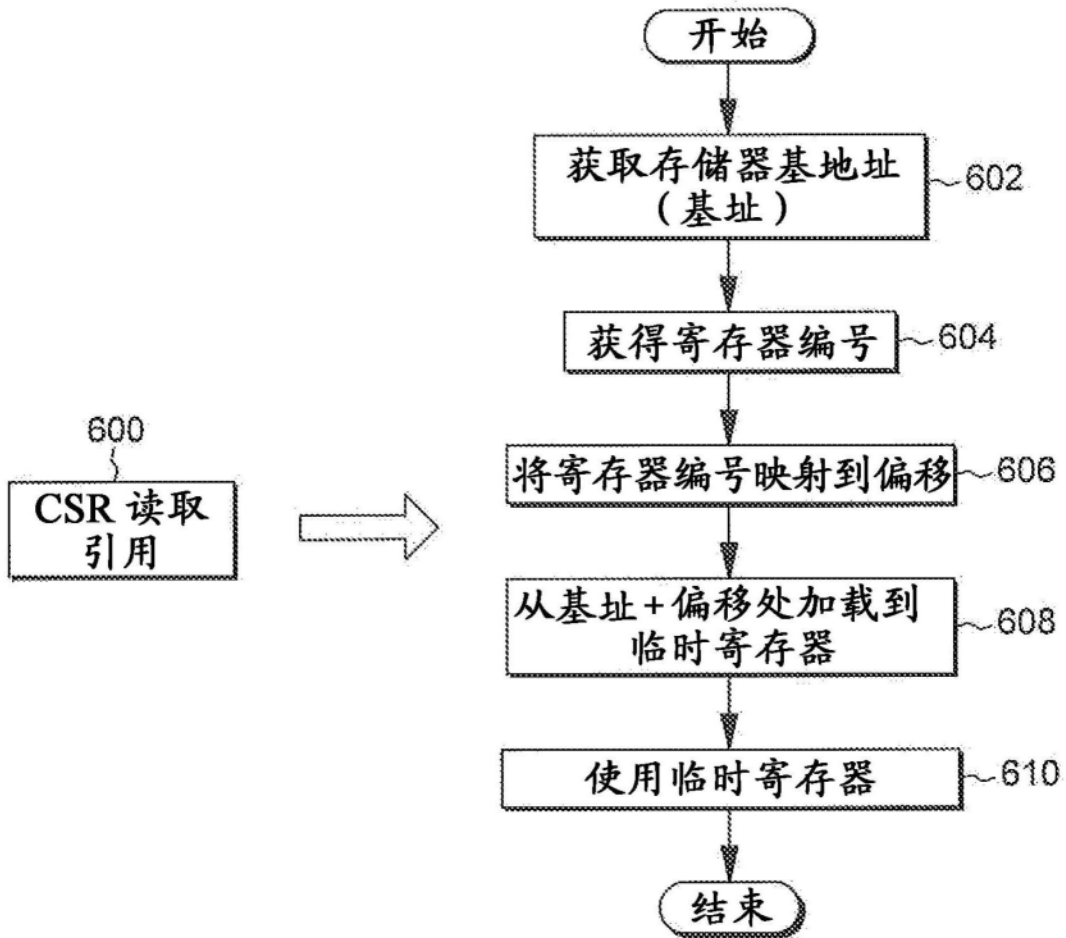 开始
获取存储器基地址
（基址）
602
获得寄存器编号
604
600
CSR 读取
引用
将寄存器编号映射到偏移
606
从基址+偏移处加载到
临时寄存器
608
使用临时寄存器
610
结束